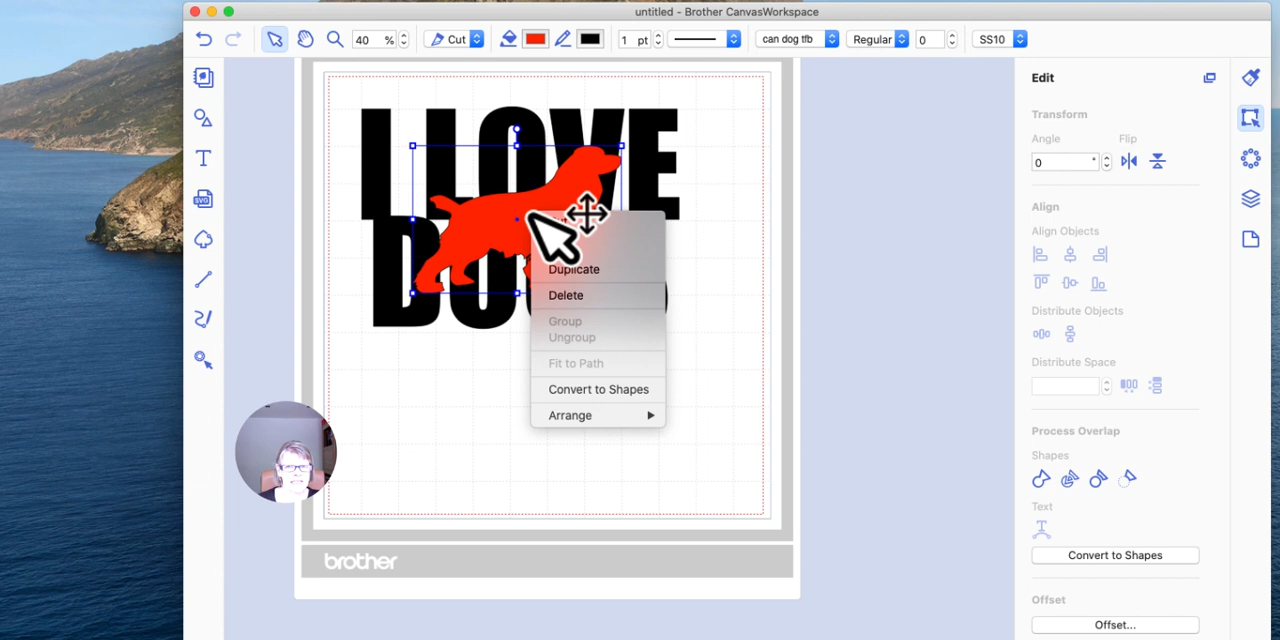 untitled - Brother CanvasWorkspace
40 %
Cut
1 pt
can dog tfb
Regular
0
SS10
I LOVE
Duplicate
Delete
Group
Ungroup
Fit to Path
Convert to Shapes
Arrange
brother
Edit
Transform
Angle
Flip
0 °
Align
Align Objects
Distribute Objects
Distribute Space
Process Overlap
Shapes
Text
Convert to Shapes
Offset
Offset...
T
SVG